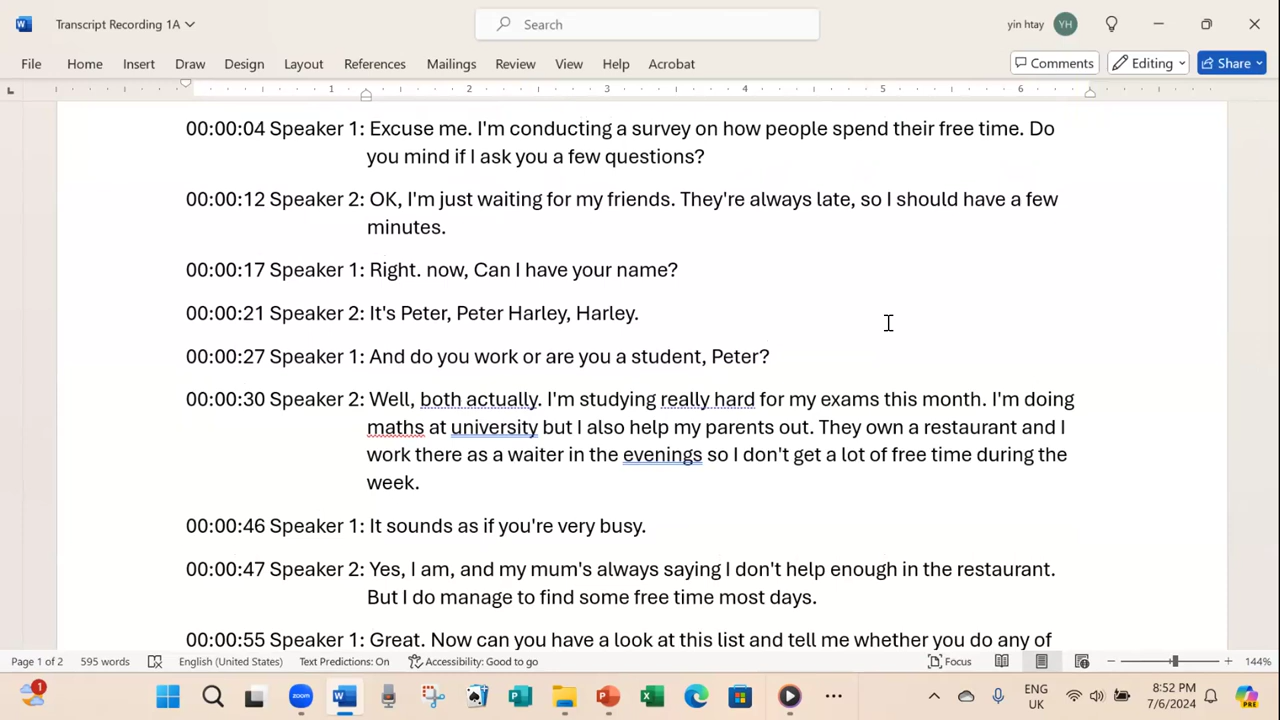 Transcript Recording 1A
Search
yin htay
YH
File Home Insert Draw Design Layout References Mailings Review View Help Acrobat
Comments Editing Share
1 2 3 4 5 6
00:00:04 Speaker 1: Excuse me. I'm conducting a survey on how people spend their free time. Do
you mind if I ask you a few questions?
00:00:12 Speaker 2: OK, I'm just waiting for my friends. They're always late, so I should have a few
minutes.
00:00:17 Speaker 1: Right. now, Can I have your name?
00:00:21 Speaker 2: It's Peter, Peter Harley, Harley.
00:00:27 Speaker 1: And do you work or are you a student, Peter?
00:00:30 Speaker 2: Well, both actually. I'm studying really hard for my exams this month. I'm doing
maths at university but I also help my parents out. They own a restaurant and I
work there as a waiter in the evenings so I don't get a lot of free time during the
week.
00:00:46 Speaker 1: It sounds as if you're very busy.
00:00:47 Speaker 2: Yes, I am, and my mum's always saying I don't help enough in the restaurant.
But I do manage to find some free time most days.
00:00:55 Speaker 1: Great. Now can you have a look at this list and tell me whether you do any of
Page 1 of 2 595 words English (United States) Text Predictions: On Accessibility: Good to go Focus 144%
1 zoom ENG 8:52 PM PRE
UK 7/6/2024